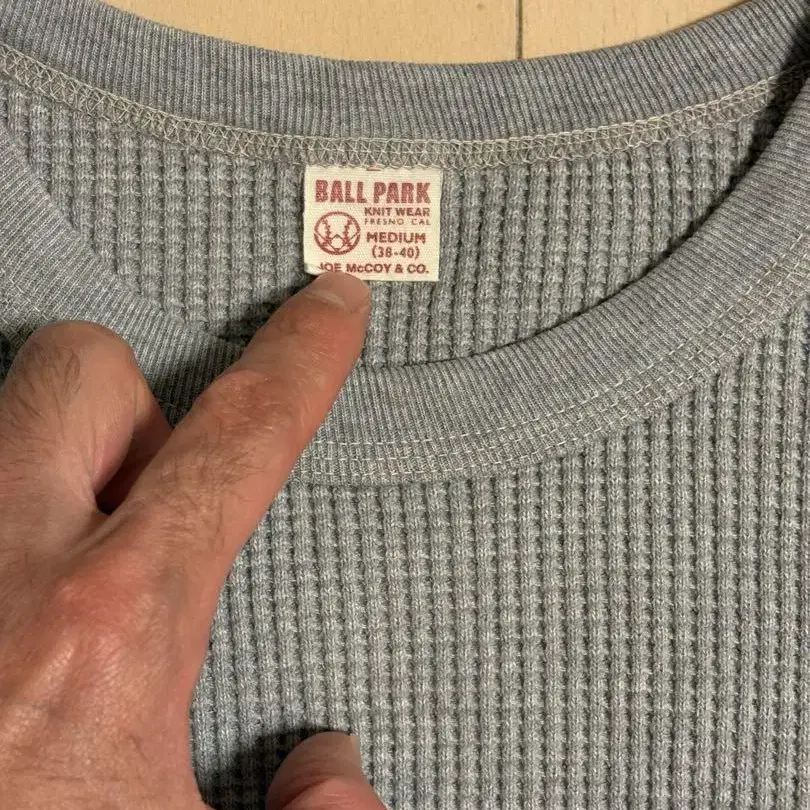 BALL PARK
KNIT WEAR
FRESNO CAL
MEDIUM
(38-40)
JOE McCOY & CO.